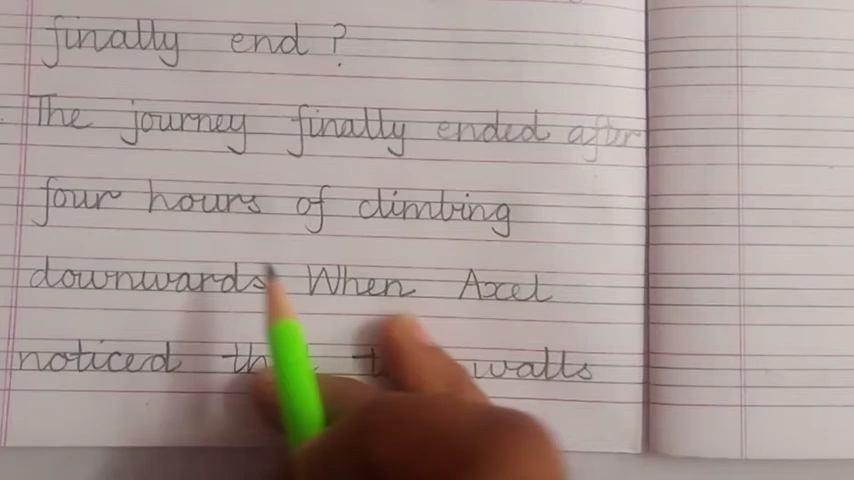 finally end ?
The journey finally ended after
four hours of climbing
downwards When Axel
noticed walls